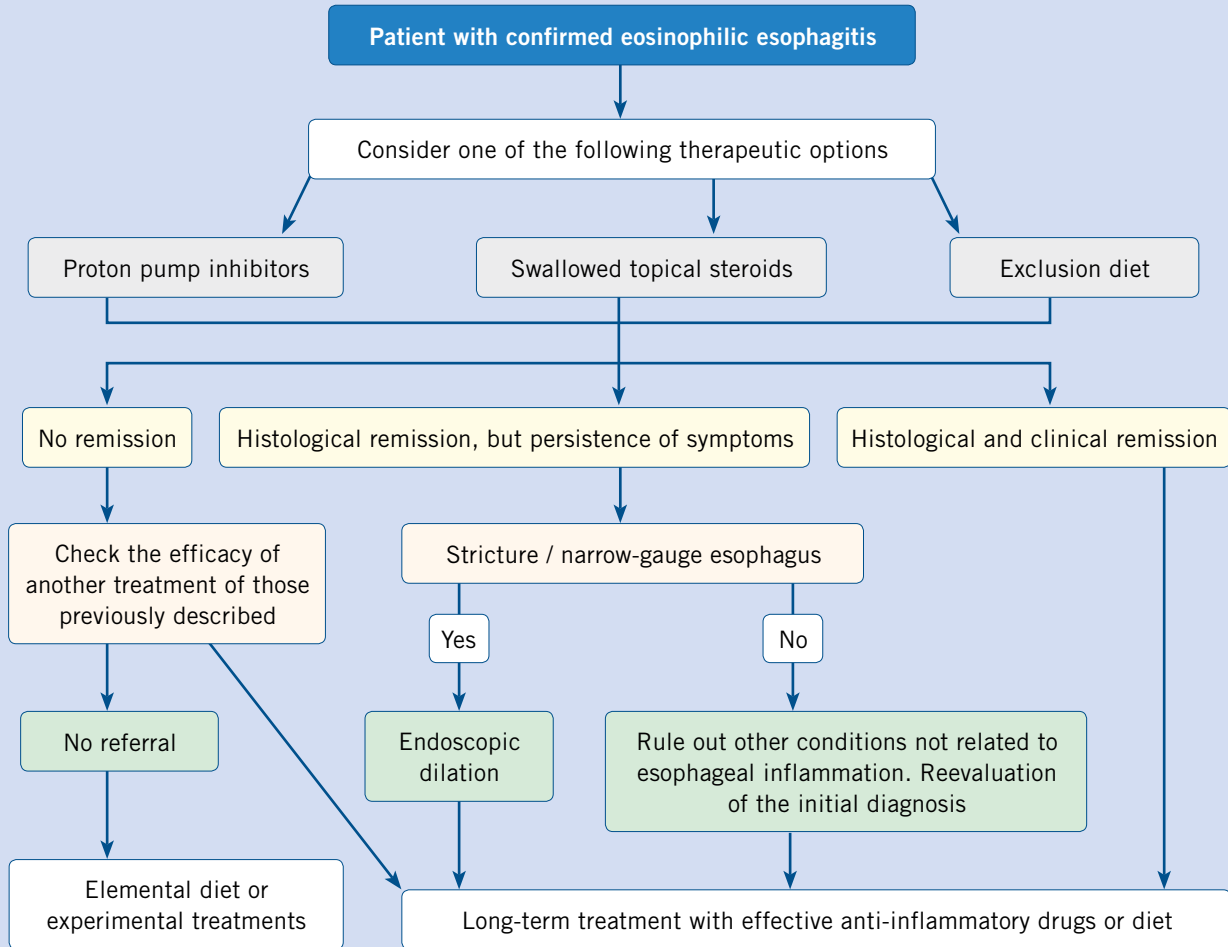 Patient with confirmed eosinophilic esophagitis
Consider one of the following therapeutic options
Proton pump inhibitors
Swallowed topical steroids
Exclusion diet
No remission
Histological remission, but persistence of symptoms
Histological and clinical remission
Check the efficacy of
another treatment of those
previously described
Stricture / narrow-gauge esophagus
Yes
No
No referral
Endoscopic
dilation
Rule out other conditions not related to
esophageal inflammation. Reevaluation
of the initial diagnosis
Elemental diet or
experimental treatments
Long-term treatment with effective anti-inflammatory drugs or diet